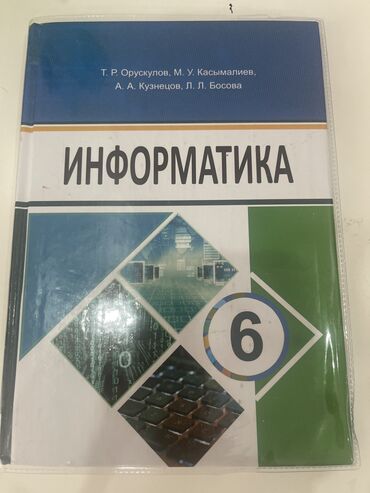 Т. Р. Орускулов, М. У. Касымалиев,
А. А. Кузнецов, Л. Л. Босова
ИНФОРМАТИКА
6